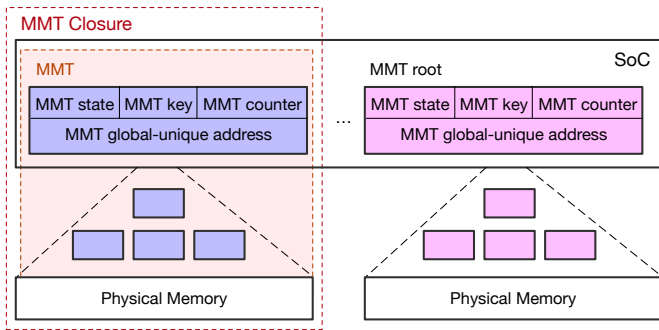 MMT Closure
SoC
MMT
MMT root
MMT state MMT key MMT counter
MMT global-unique address
...
MMT state MMT key MMT counter
MMT global-unique address
Physical Memory
Physical Memory